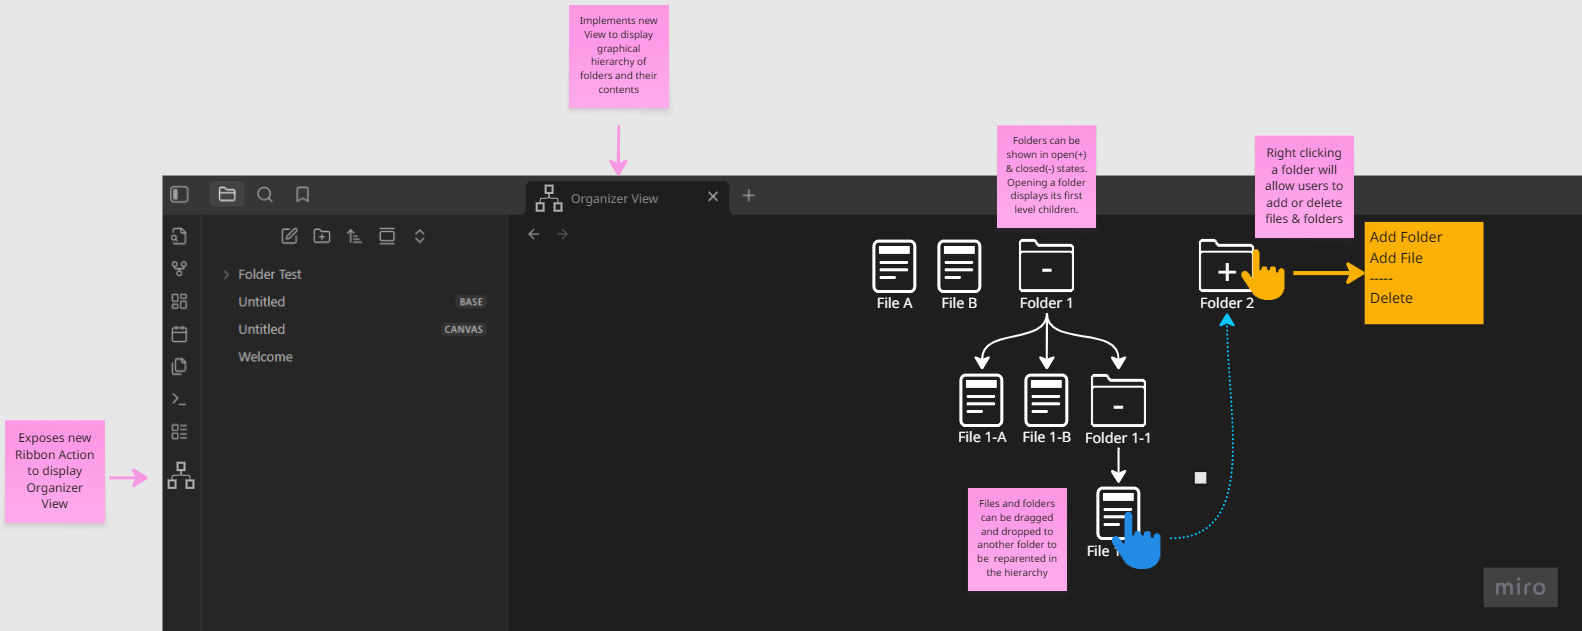 Implements new
View to display
graphical
hierarchy of
folders and their
contents
Folders can be
shown in open(+)
& closed(-) states.
Opening a folder
displays its first
level children.
Right clicking
a folder will
allow users to
add or delete
files & folders
Organizer View
Add Folder
Add File
-----
Delete
Folder Test
Untitled
BASE
Untitled
CANVAS
Welcome
-
+
File A
File B
Folder 1
Folder 2
-
File 1-A
File 1-B
Folder 1-1
Exposes new
Ribbon Action
to display
Organizer
View
Files and folders
can be dragged
and dropped to
another folder to
be reparented in
the hierarchy
File
miro